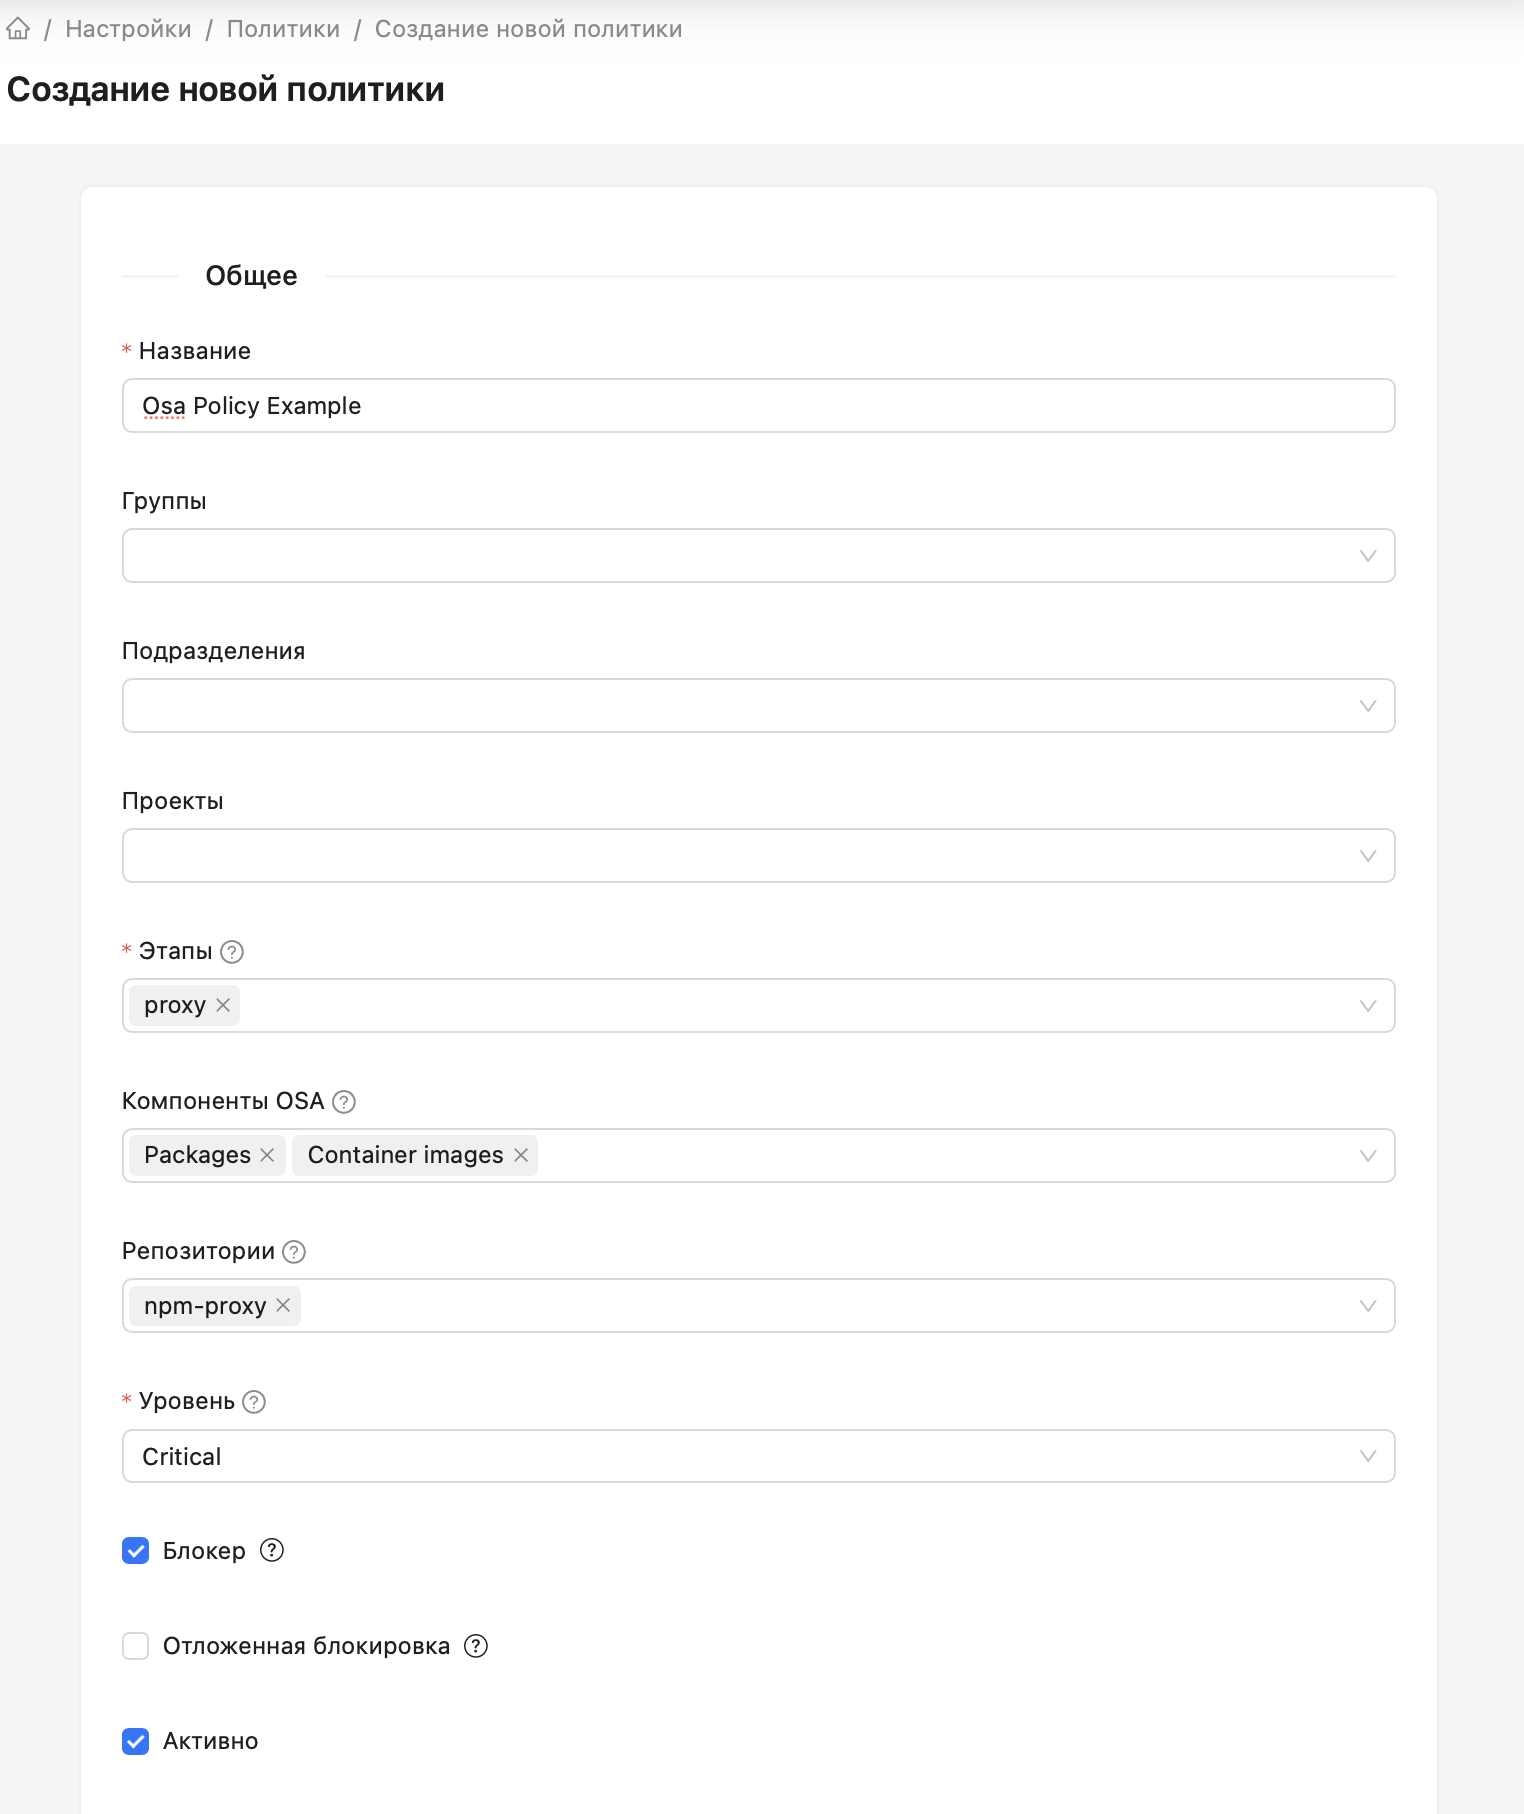 / Настройки / Политики / Создание новой политики
Создание новой политики
Общее
* Название
Osa Policy Example
Группы
Подразделения
Проекты
* Этапы ?
proxy
Компоненты OSA ?
Packages Container images
Репозитории ?
npm-proxy
* Уровень ?
Critical
Блокер ?
Отложенная блокировка ?
Активно